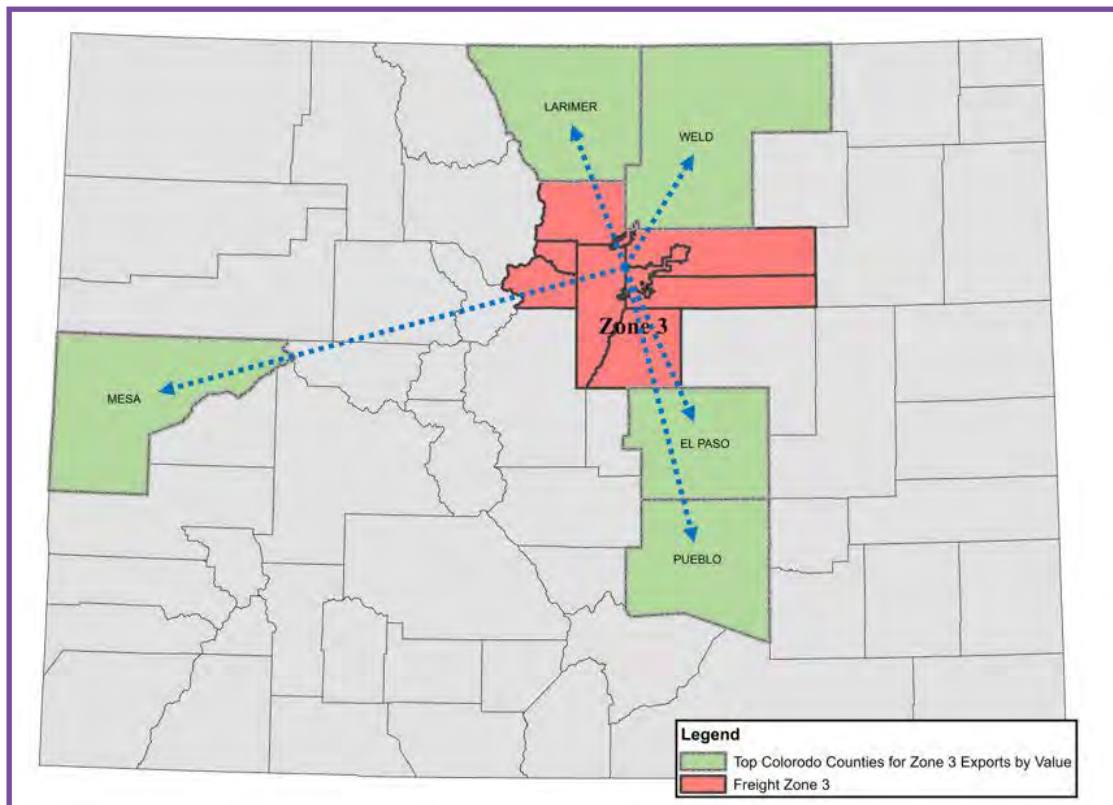 LARIMER
WELD
Zone 3
MESA
EL PASO
PUEBLO
Legend
Top Colorodo Counties for Zone 3 Exports by Value
Freight Zone 3